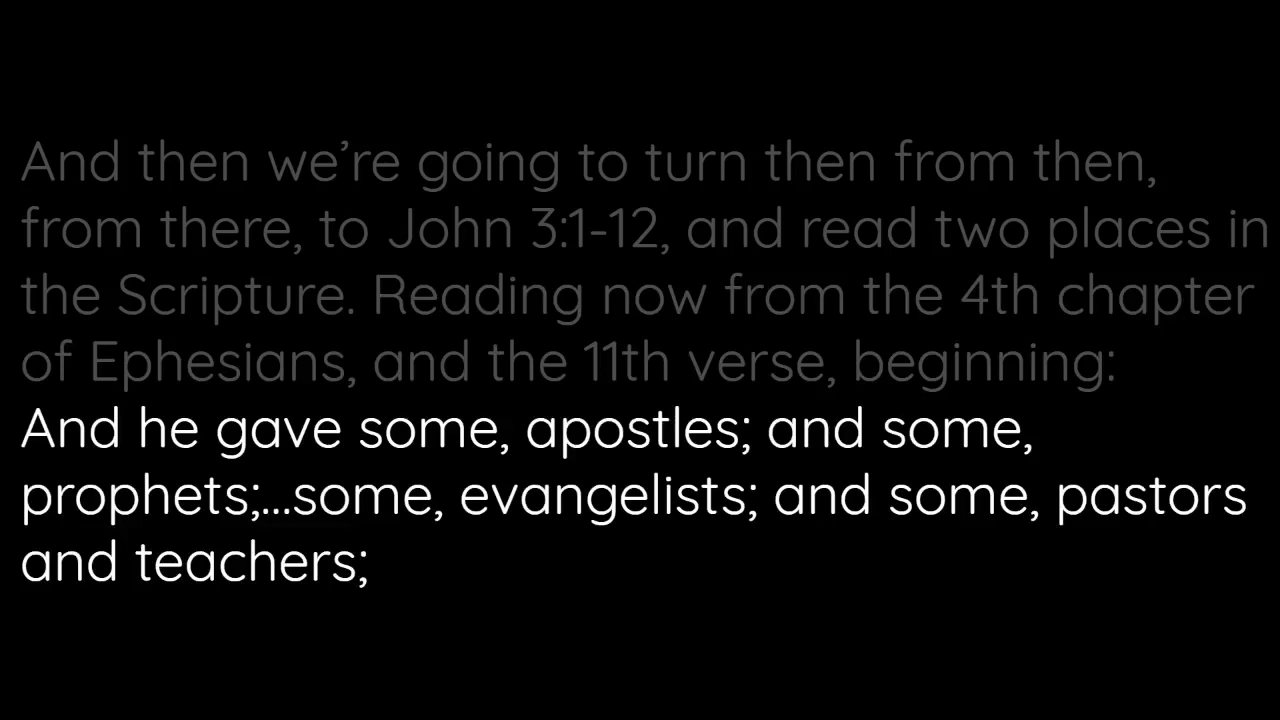 And then we’re going to turn then from then,
from there, to John 3:1-12, and read two places in
the Scripture. Reading now from the 4th chapter
of Ephesians, and the 11th verse, beginning:
And he gave some, apostles; and some,
prophets;...some, evangelists; and some, pastors
and teachers;